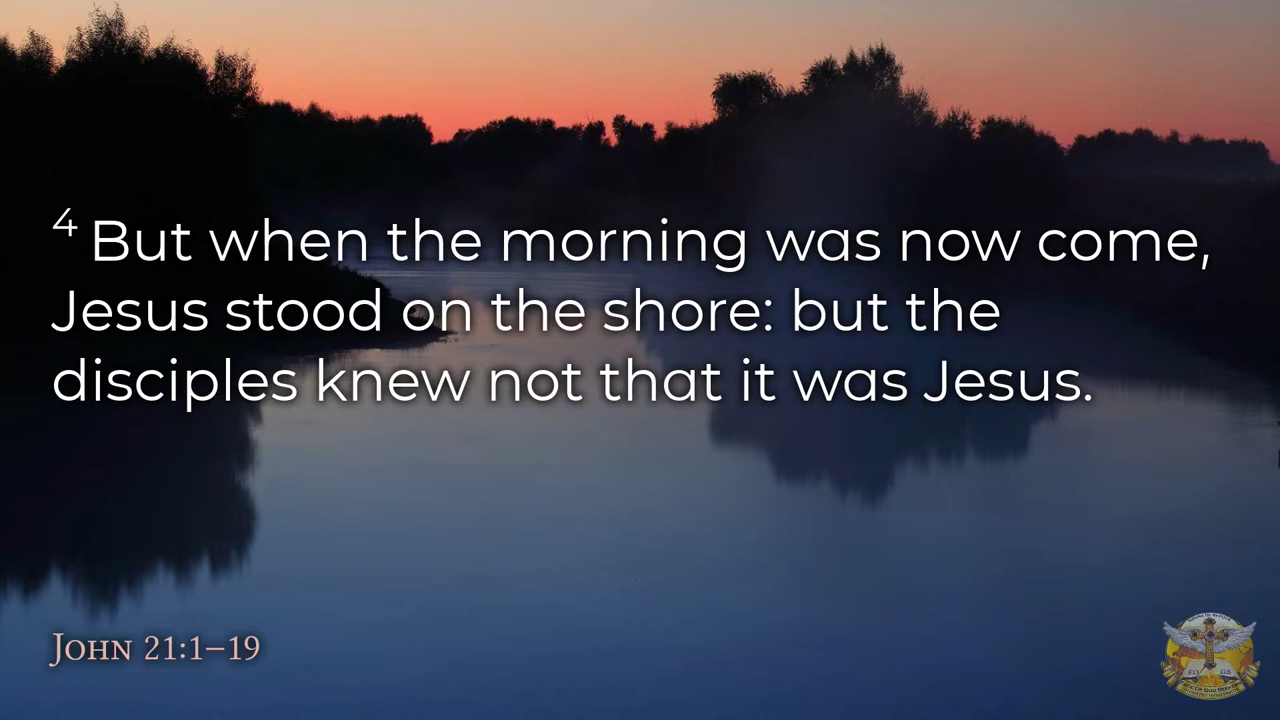 4 But when the morning was now come,
Jesus stood on the shore: but the
disciples knew not that it was Jesus.
John 21:1–19